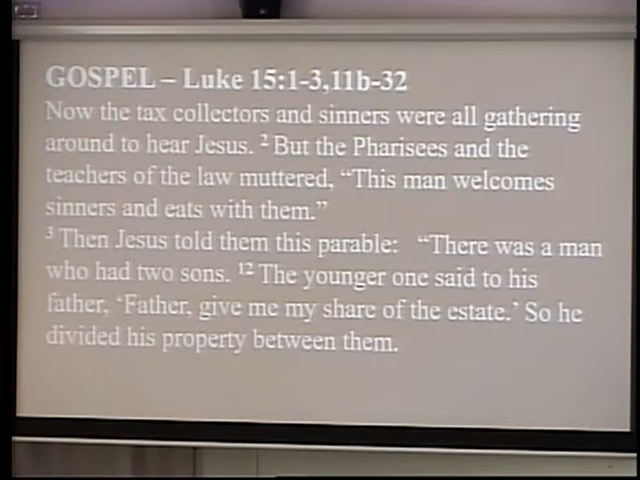 GOSPEL – Luke 15:1-3,11b-32
Now the tax collectors and sinners were all gathering
around to hear Jesus. ² But the Pharisees and the
teachers of the law muttered, “This man welcomes
sinners and eats with them.”
³ Then Jesus told them this parable: “There was a man
who had two sons. ¹² The younger one said to his
father, ‘Father, give me my share of the estate.’ So he
divided his property between them.